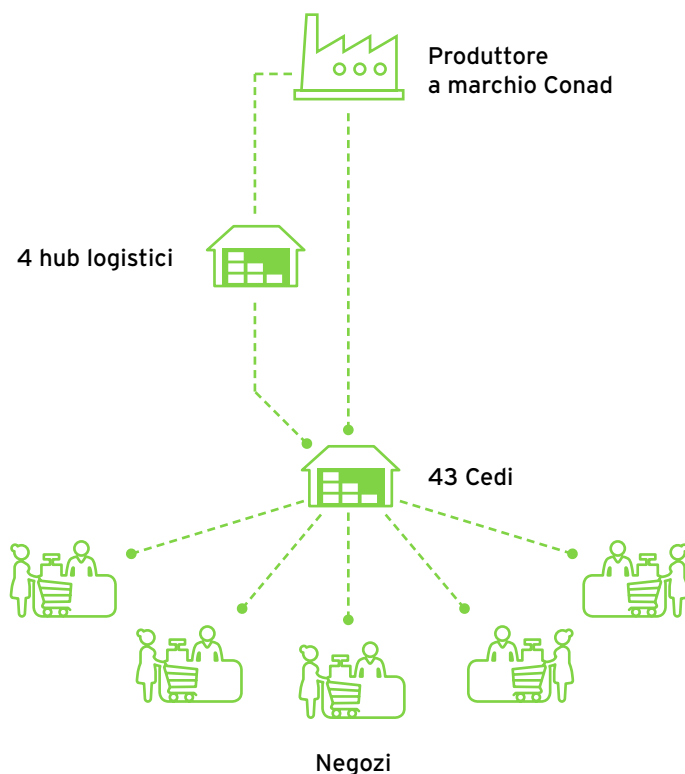 Produttore
a marchio Conad
4 hub logistici
43 Cedi
Negozi